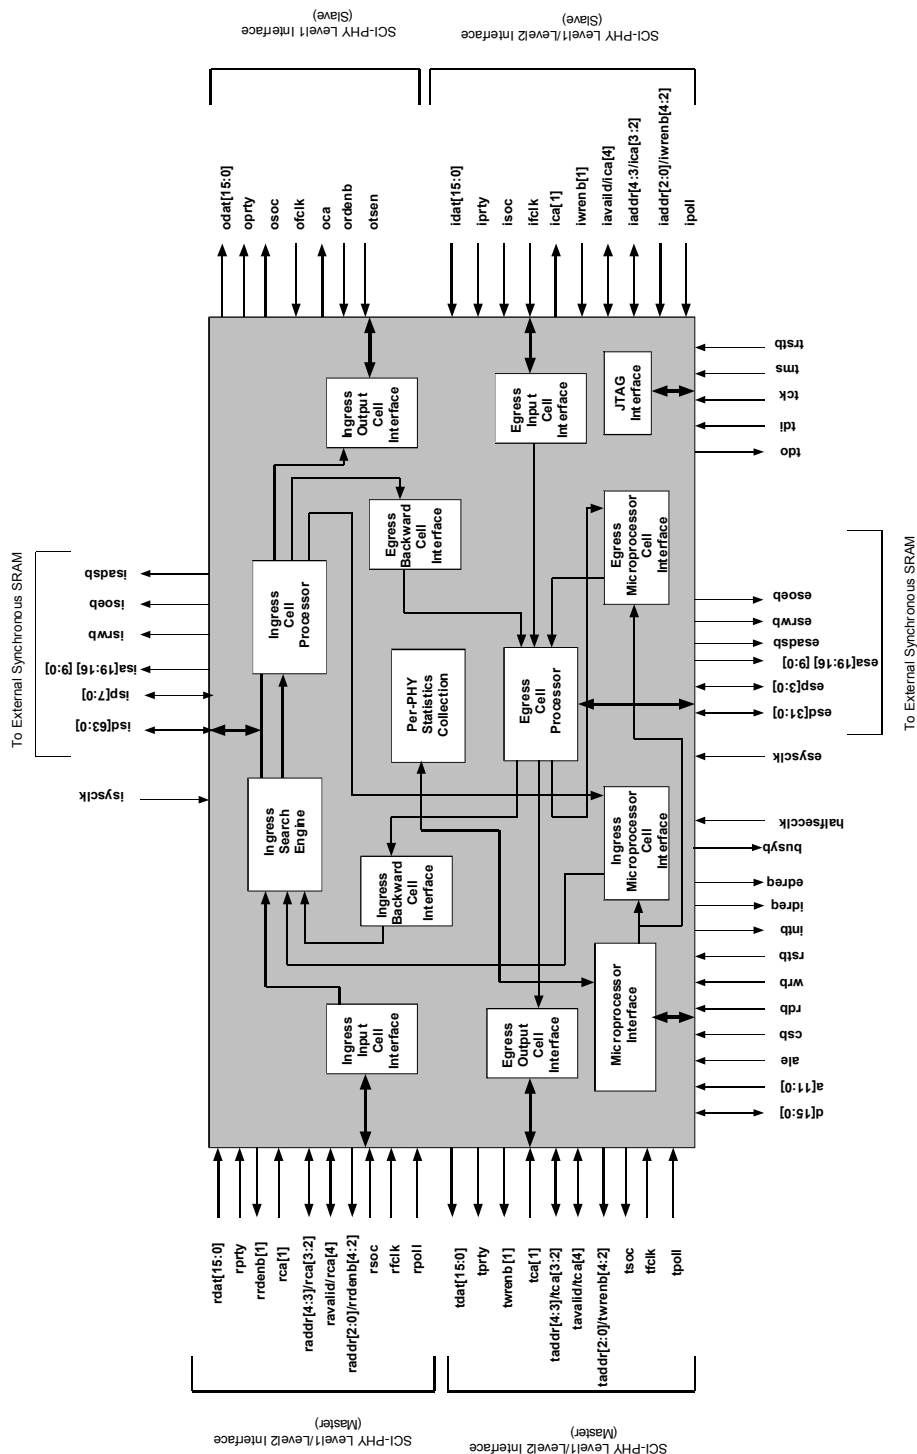 SCI-PHY Level1 Interface
(Slave)
SCI-PHY Level1/Level2 Interface
(Slave)
odat[15:0]
oprty
osoc
ofclk
oca
ordenb
otsen
idat[15:0]
iprty
isoc
ifclk
ica[1]
iwrenb[1]
iavaild/ica[4]
iaddr[4:3/ica[3:2]
iaddr[2:0]/iwrenb[4:2]
ipoll
trstb
tms
tck
tdi
tdo
Ingress
Output
Cell
Interface
Egress
Input
Cell
Interface
JTAG
Interface
Egress
Backward
Cell
Interface
Egress
Microprocessor
Cell
Interface
Ingress
Cell
Processor
Per-PHY
Statistics
Collection
Egress
Cell
Processor
Ingress
Search
Engine
Ingress
Backward
Cell
Interface
Ingress
Microprocessor
Cell
Interface
Ingress
Input
Cell
Interface
Egress
Output
Cell
Interface
Microprocessor
Interface
To External Synchronous SRAM
isadsb
isoeb
isrwb
isa[19:16] [9:0]
isp[7:0]
isd[63:0]
isysclk
To External Synchronous SRAM
esoeb
esrwb
esadsb
esa[19:16] [9:0]
esp[3:0]
esd[31:0]
esysclk
halfsecclk
busyb
edreq
idreq
intb
rstb
wrb
rdb
csb
ale
a[11:0]
d[15:0]
rdat[15:0]
rprty
rrdenb[1]
rca[1]
raddr[4:3]/rca[3:2]
ravalid/rca[4]
raddr[2:0]/rrdenb[4:2]
rsoc
rfclk
rpoll
tdat[15:0]
tprty
twrenb[1]
tca[1]
taddr[4:3]/tca[3:2]
tavalid/tca[4]
taddr[2:0]/twrenb[4:2]
tsoc
tfclk
tpoll
SCI-PHY Level1/Level2 Interface
(Master)
SCI-PHY Level1/Level2 Interface
(Master)